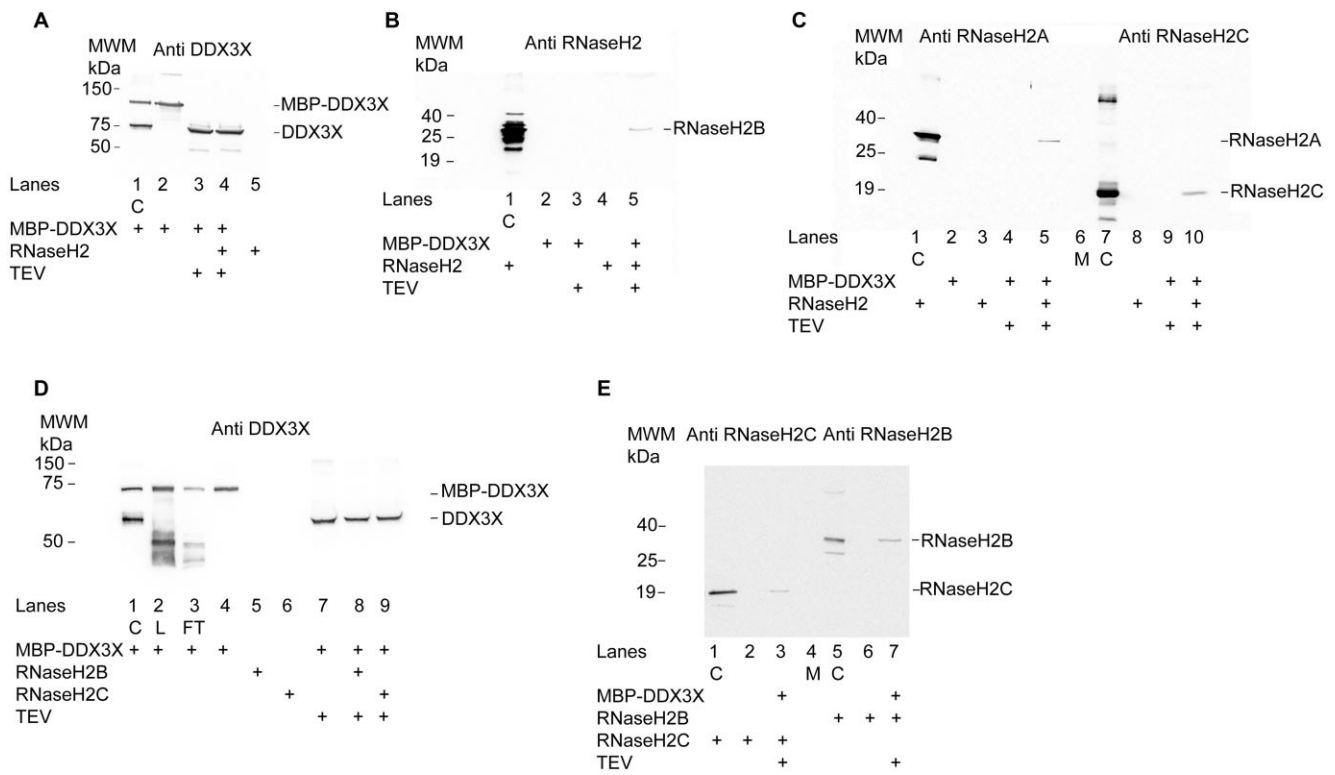 A
MWM Anti DDX3X
kDa
150 –
75 –
50 –
–MBP-DDX3X
–DDX3X
Lanes 1 2 3 4 5
C
MBP-DDX3X + + + +
RNaseH2 + +
TEV + +
B
MWM Anti RNaseH2
kDa
40 –
25 –
19 –
–RNaseH2B
Lanes 1 2 3 4 5
C
MBP-DDX3X + + +
RNaseH2 + + +
TEV + +
C
MWM Anti RNaseH2A Anti RNaseH2C
kDa
40 –
25 –
19 –
–RNaseH2A
–RNaseH2C
Lanes 1 2 3 4 5 6 7 8 9 10
C M C
MBP-DDX3X + + + + +
RNaseH2 + + + + +
TEV + + + +
D
MWM Anti DDX3X
kDa
150 –
75 –
50 –
–MBP-DDX3X
–DDX3X
Lanes 1 2 3 4 5 6 7 8 9
C L FT
MBP-DDX3X + + + + + + +
RNaseH2B + +
RNaseH2C + +
TEV + + +
E
MWM Anti RNaseH2C Anti RNaseH2B
kDa
40–
25–
19–
–RNaseH2B
–RNaseH2C
Lanes 1 2 3 4 5 6 7
C M C
MBP-DDX3X + +
RNaseH2B + + +
RNaseH2C + + +
TEV + +